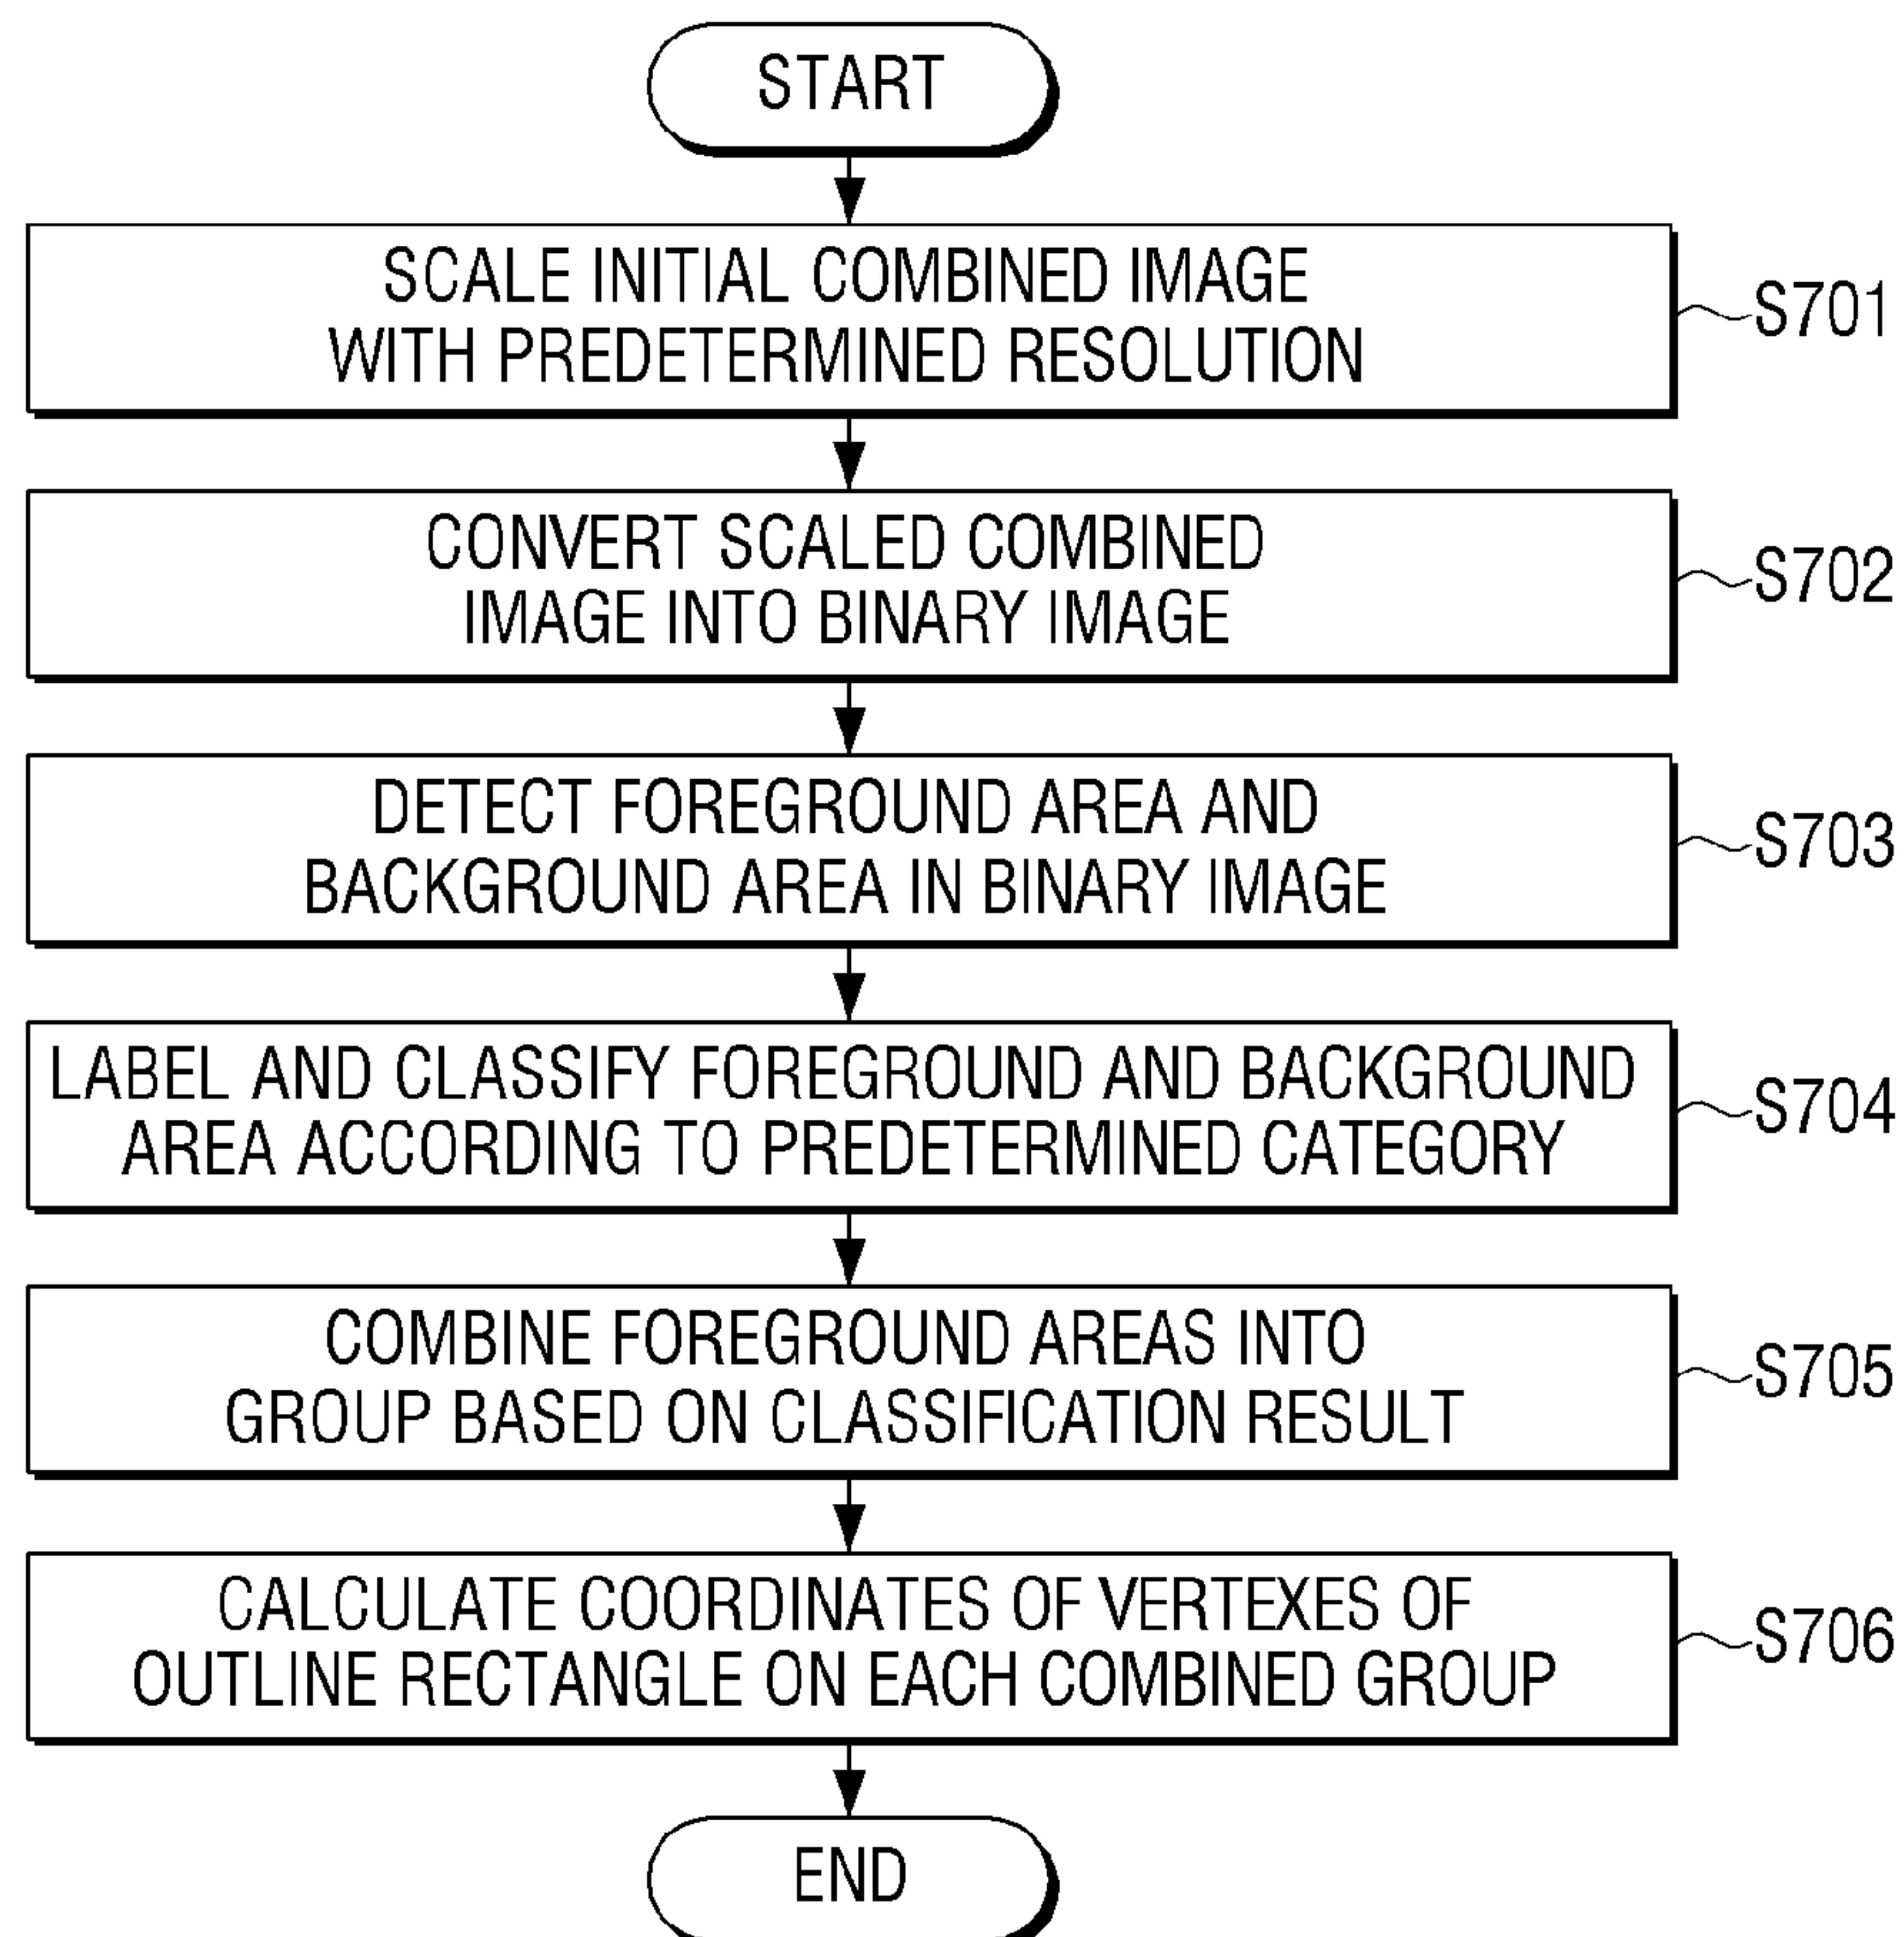 START
SCALE INITIAL COMBINED IMAGE
WITH PREDETERMINED RESOLUTION
S701
CONVERT SCALED COMBINED
IMAGE INTO BINARY IMAGE
S702
DETECT FOREGROUND AREA AND
BACKGROUND AREA IN BINARY IMAGE
S703
LABEL AND CLASSIFY FOREGROUND AND BACKGROUND
AREA ACCORDING TO PREDETERMINED CATEGORY
S704
COMBINE FOREGROUND AREAS INTO
GROUP BASED ON CLASSIFICATION RESULT
S705
CALCULATE COORDINATES OF VERTEXES OF
OUTLINE RECTANGLE ON EACH COMBINED GROUP
S706
END